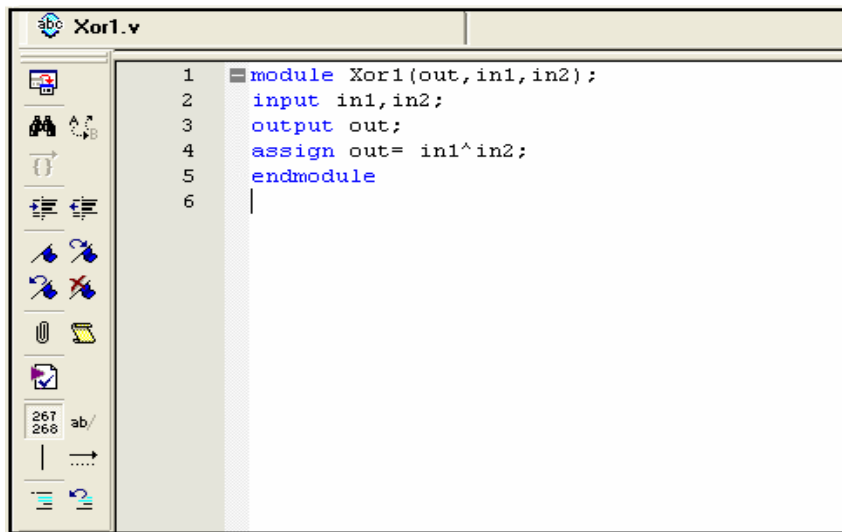 abc Xor1.v
1 module Xor1(out,in1,in2);
2 input in1,in2;
3 output out;
4 assign out= in1^in2;
5 endmodule
6
A B
{}
267
268 ab/